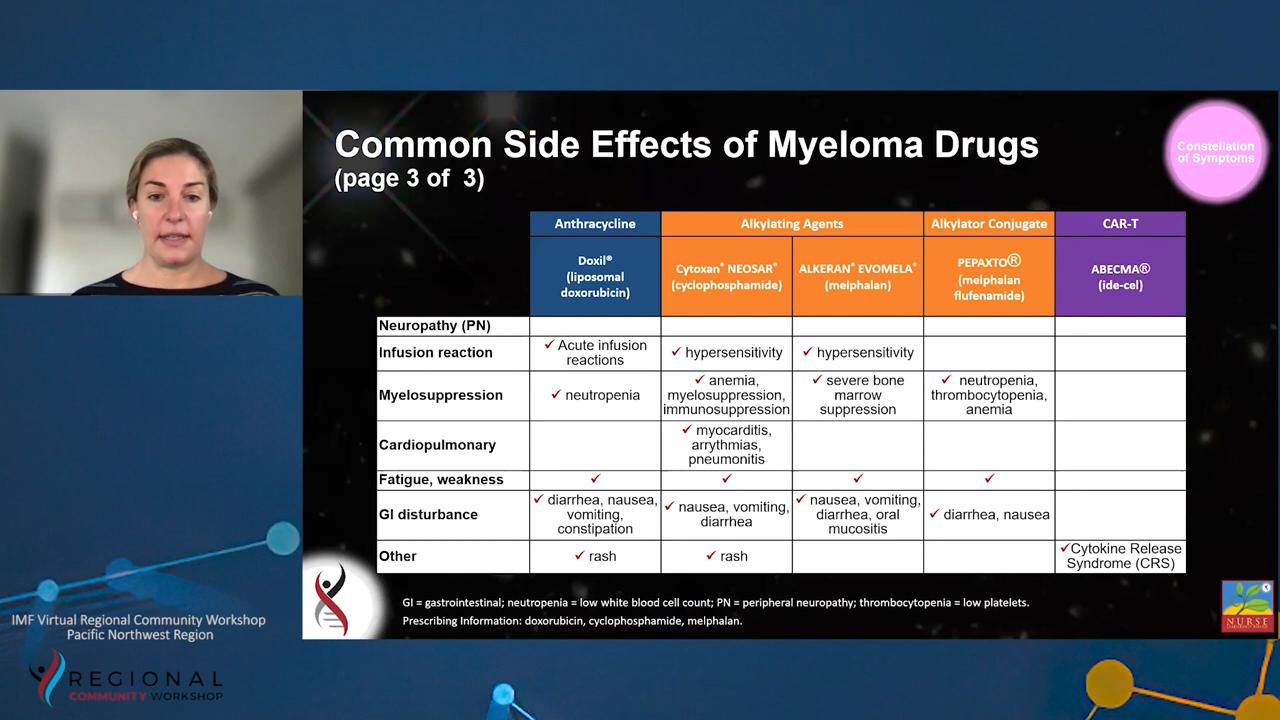 Common Side Effects of Myeloma Drugs
(page 3 of 3)
Constellation
of Symptoms
Anthracycline
Alkylating Agents
Alkylator Conjugate
CAR-T
Doxil®
(liposomal
doxorubicin)
Cytoxan® NEOSAR®
(cyclophosphamide)
ALKERAN® EVOMELA®
(melphalan)
PEPAXTO®
(melphalan
flufenamide)
ABECMA®
(ide-cel)
Neuropathy (PN)
Infusion reaction
✓ Acute infusion
reactions
✓ hypersensitivity
✓ hypersensitivity
Myelosuppression
✓ neutropenia
✓ anemia,
myelosuppression,
immunosuppression
✓ severe bone
marrow
suppression
✓ neutropenia,
thrombocytopenia,
anemia
Cardiopulmonary
✓ myocarditis,
arrythmias,
pneumonitis
Fatigue, weakness
✓
✓
✓
✓
GI disturbance
✓ diarrhea, nausea,
vomiting,
constipation
✓ nausea, vomiting,
diarrhea
✓ nausea, vomiting,
diarrhea, oral
mucositis
✓ diarrhea, nausea
Other
✓ rash
✓ rash
✓Cytokine Release
Syndrome (CRS)
GI = gastrointestinal; neutropenia = low white blood cell count; PN = peripheral neuropathy; thrombocytopenia = low platelets.
Prescribing Information: doxorubicin, cyclophosphamide, melphalan.
IMF Virtual Regional Community Workshop
Pacific Northwest Region
REGIONAL
COMMUNITY WORKSHOP
NURSE